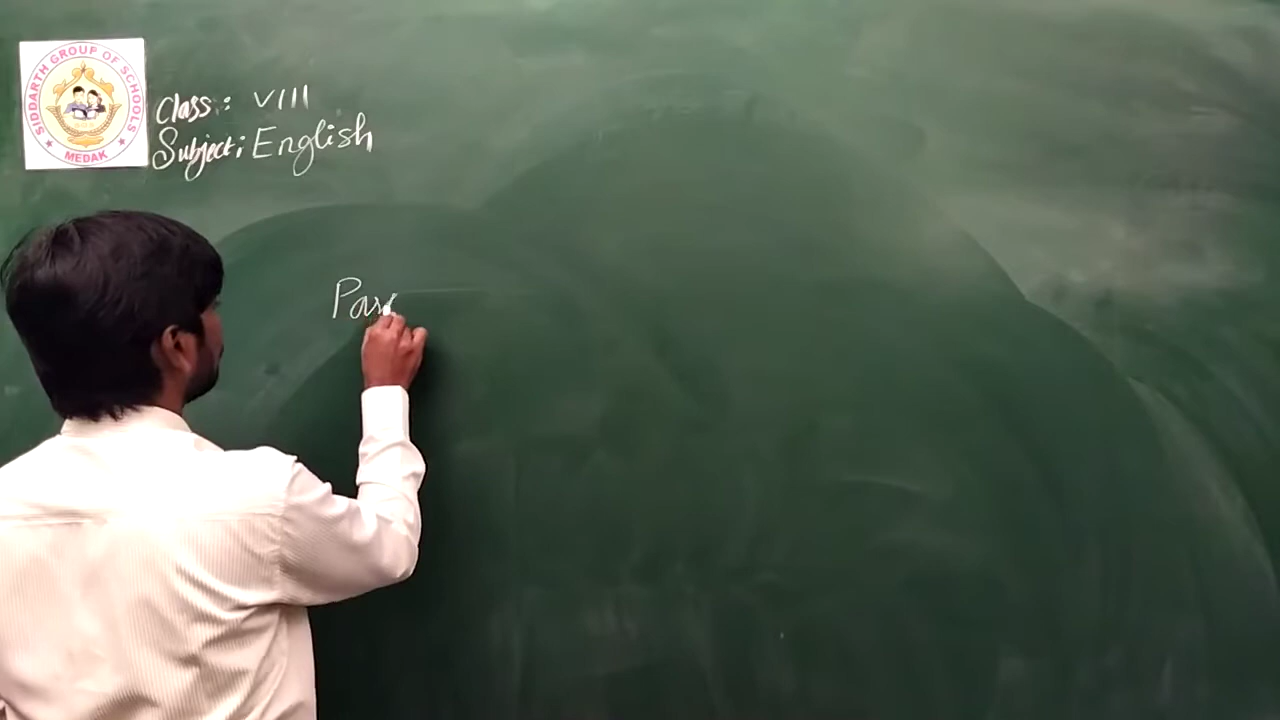 SIDDARTH GROUP OF SCHOOLS
MEDAK
Class: VIII
Subject: English
Par